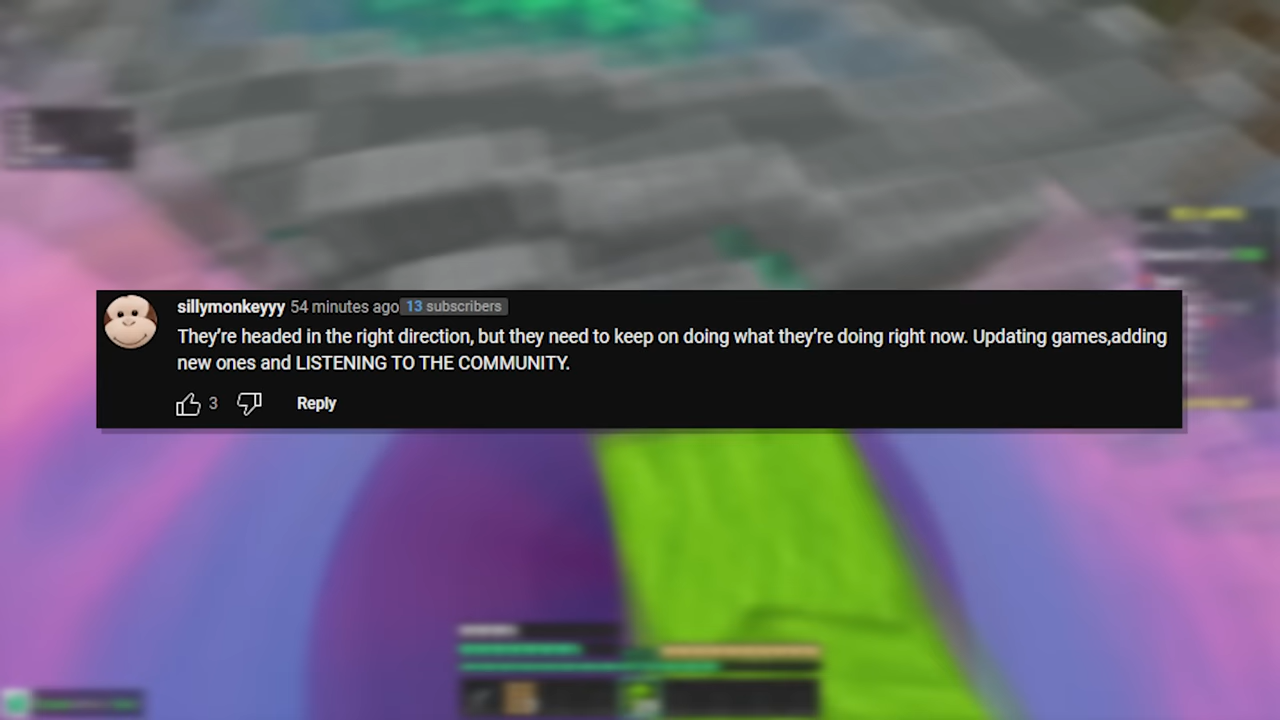 sillymonkeyyy 54 minutes ago 13 subscribers
They're headed in the right direction, but they need to keep on doing what they're doing right now. Updating games,adding
new ones and LISTENING TO THE COMMUNITY.
3 Reply